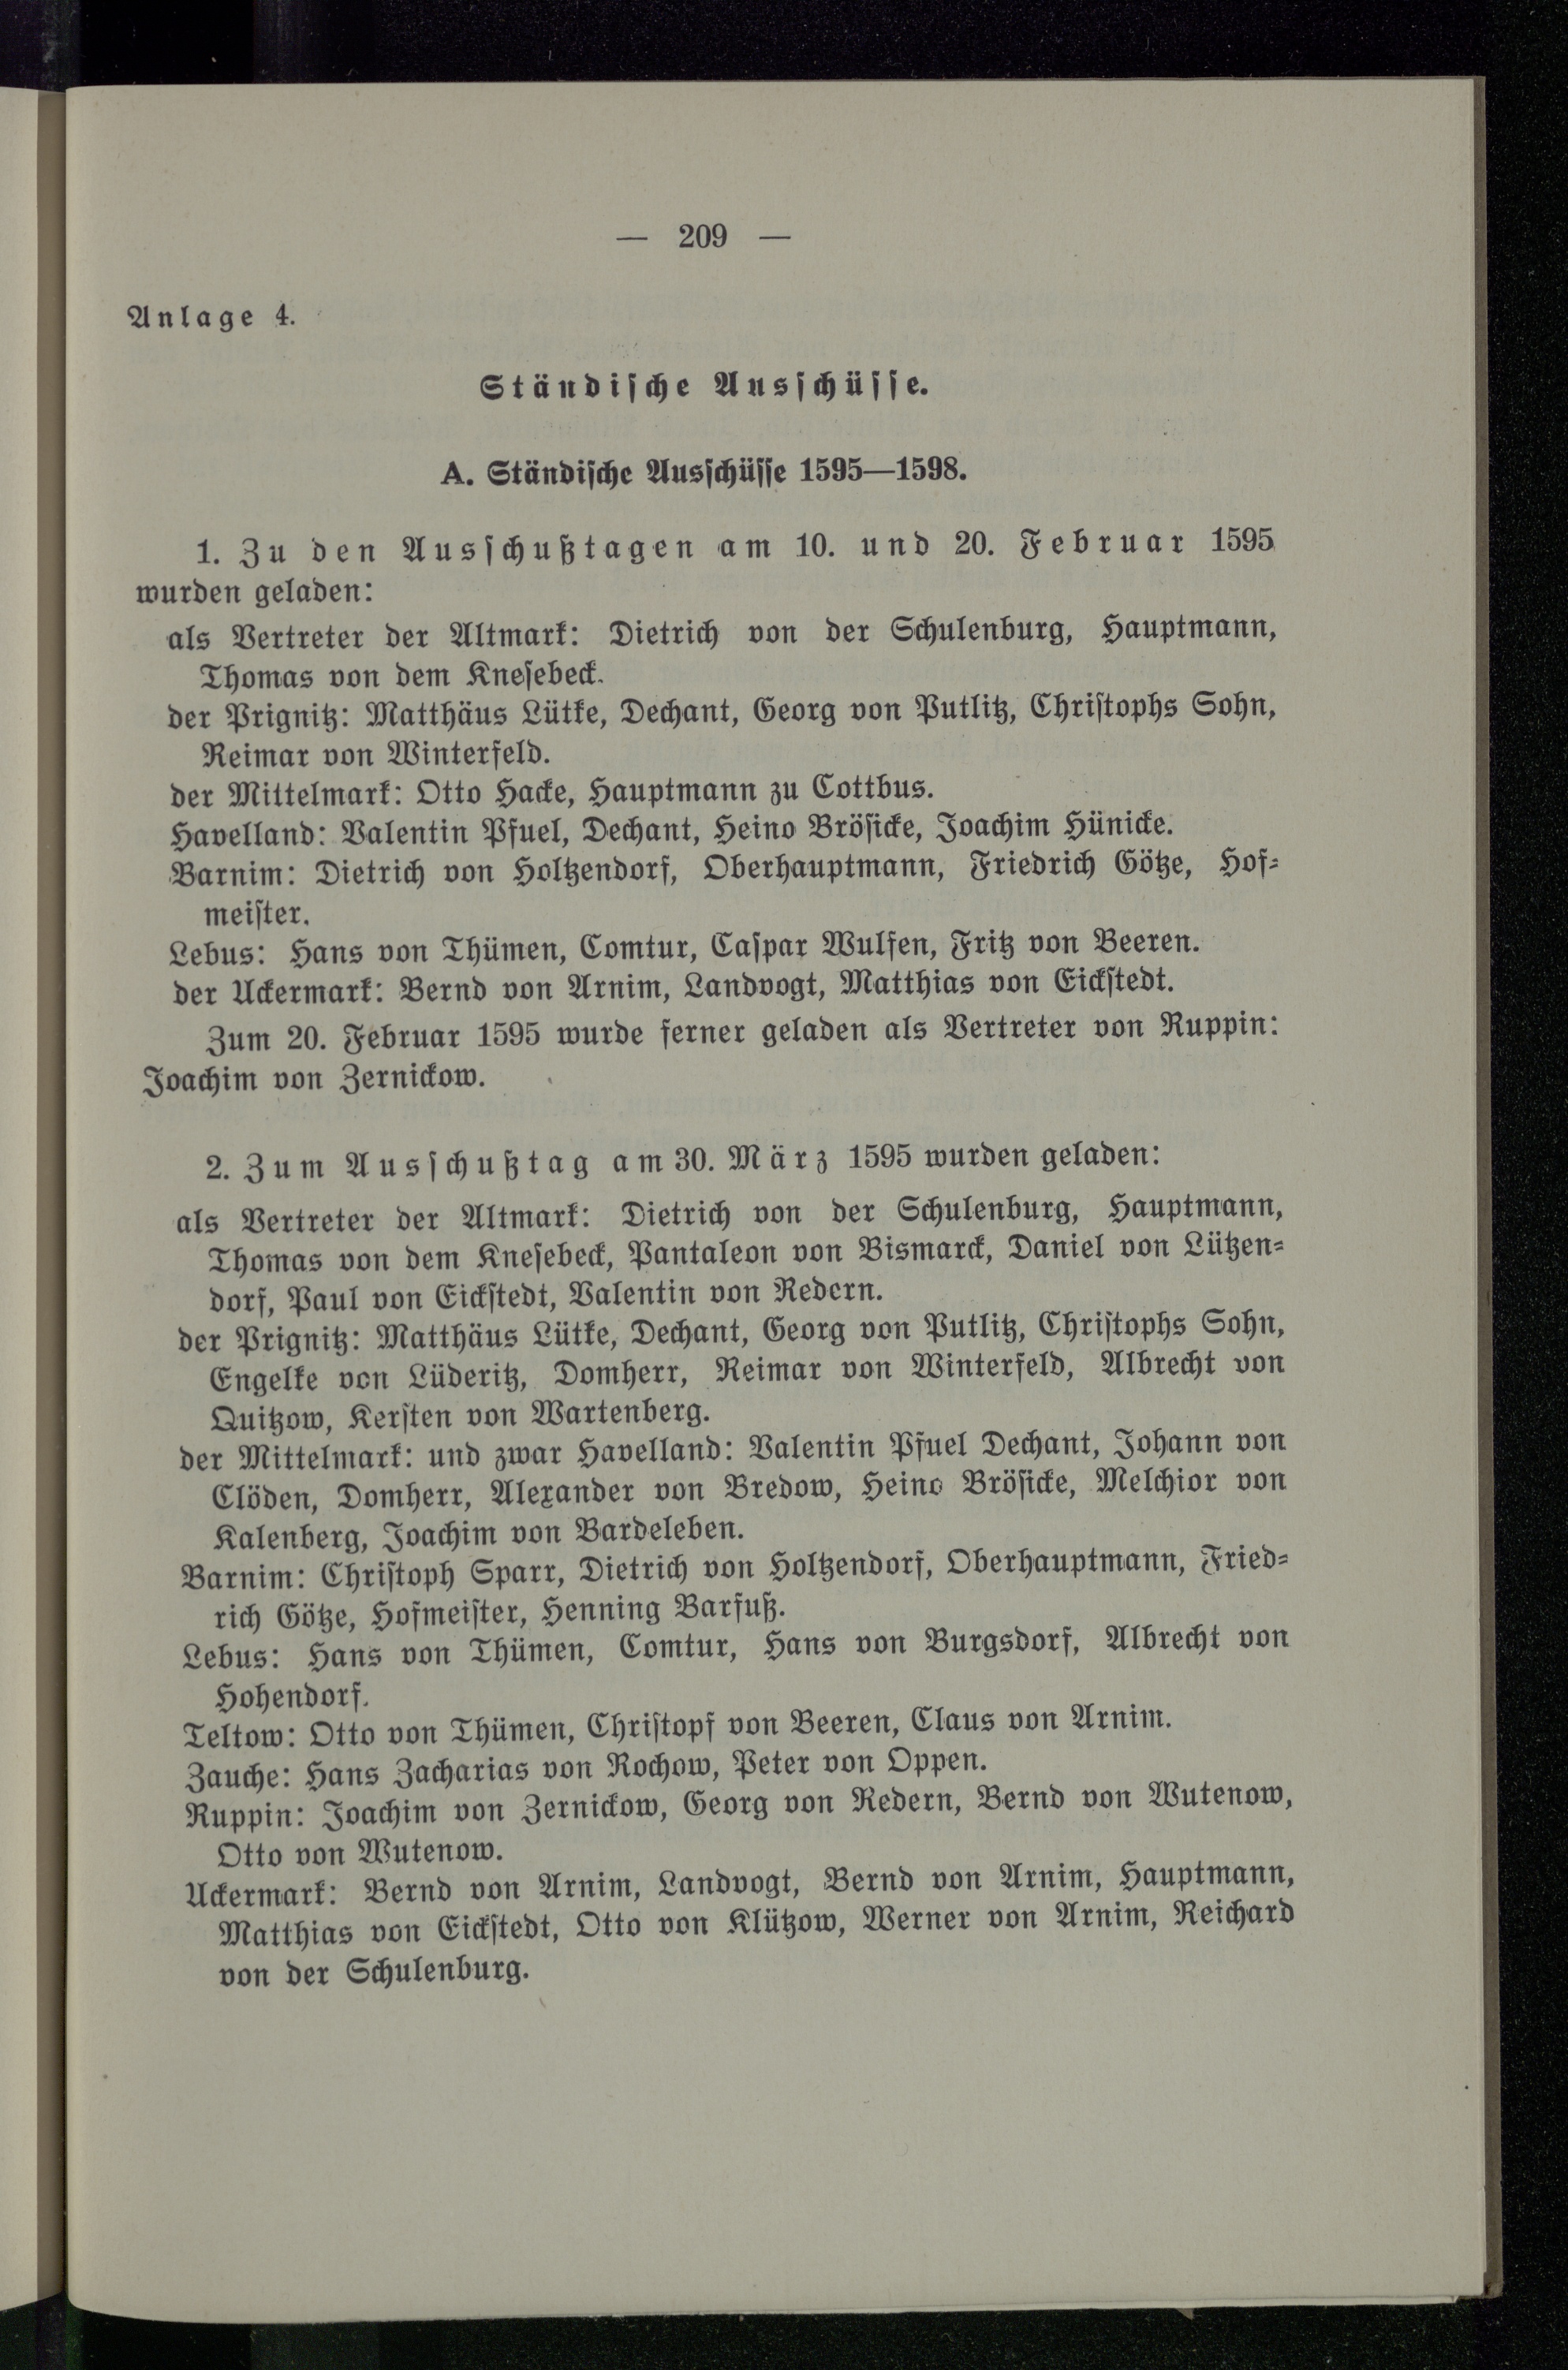 — 209 —
Anlage 4.
Ständische Ausschüsse.
A. Ständische Ausschüsse 1595—1598.
1. Zu den Ausschußtagen am 10. und 20. Februar 1595
wurden geladen:
als Vertreter der Altmark: Dietrich von der Schulenburg, Hauptmann,
Thomas von dem Knesebeck.
der Prignitz: Matthäus Lütke, Dechant, Georg von Putlitz, Christophs Sohn,
Reimar von Winterfeld.
der Mittelmark: Otto Hacke, Hauptmann zu Cottbus.
Havelland: Valentin Pfuel, Dechant, Heino Brösicke, Joachim Hünicke.
Barnim: Dietrich von Holtzendorf, Oberhauptmann, Friedrich Götze, Hof-
meister.
Lebus: Hans von Thümen, Comtur, Caspar Wulfen, Fritz von Beeren.
der Uckermark: Bernd von Arnim, Landvogt, Matthias von Eickstedt.
Zum 20. Februar 1595 wurde ferner geladen als Vertreter von Ruppin:
Joachim von Zernickow.
2. Zum Ausschußtag am 30. März 1595 wurden geladen:
als Vertreter der Altmark: Dietrich von der Schulenburg, Hauptmann,
Thomas von dem Knesebeck, Pantaleon von Bismarck, Daniel von Lützen-
dorf, Paul von Eickstedt, Valentin von Redern.
der Prignitz: Matthäus Lütke, Dechant, Georg von Putlitz, Christophs Sohn,
Engelke von Lüderitz, Domherr, Reimar von Winterfeld, Albrecht von
Quitzow, Kersten von Wartenberg.
der Mittelmark: und zwar Havelland: Valentin Pfuel Dechant, Johann von
Clöden, Domherr, Alexander von Bredow, Heino Brösicke, Melchior von
Kalenberg, Joachim von Bardeleben.
Barnim: Christoph Sparr, Dietrich von Holtzendorf, Oberhauptmann, Fried-
rich Götze, Hofmeister, Henning Barfuß.
Lebus: Hans von Thümen, Comtur, Hans von Burgsdorf, Albrecht von
Hohendorf.
Teltow: Otto von Thümen, Christopf von Beeren, Claus von Arnim.
Zauche: Hans Zacharias von Rochow, Peter von Oppen.
Ruppin: Joachim von Zernickow, Georg von Redern, Bernd von Wutenow,
Otto von Wutenow.
Uckermark: Bernd von Arnim, Landvogt, Bernd von Arnim, Hauptmann,
Matthias von Eickstedt, Otto von Klützow, Werner von Arnim, Reichard
von der Schulenburg.